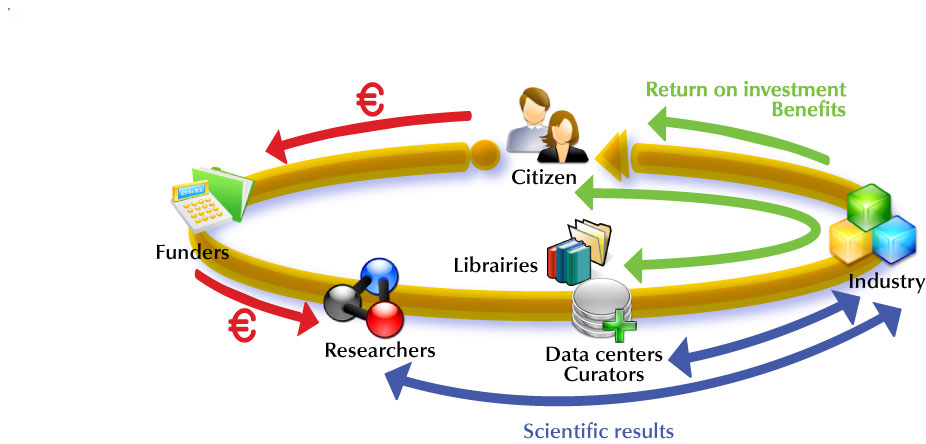 €
Return on investment
Benefits
Citizen
Funders
Librairies
Industry
€
Researchers
Data centers
Curators
Scientific results